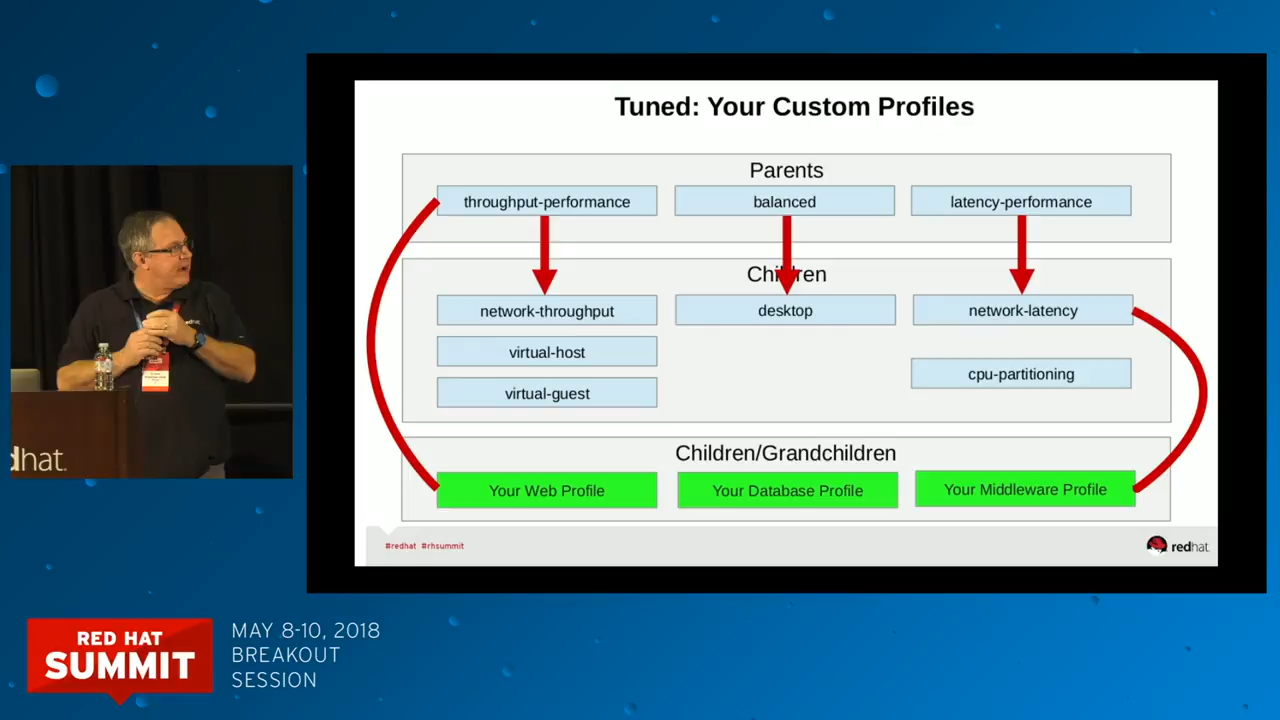 Tuned: Your Custom Profiles
Parents
throughput-performance
balanced
latency-performance
Children
network-throughput
desktop
network-latency
virtual-host
cpu-partitioning
virtual-guest
Children/Grandchildren
Your Web Profile
Your Database Profile
Your Middleware Profile
#redhat #rhsummit
redhat.
redhat
dhat.
RED HAT
SUMMIT
MAY 8-10, 2018
BREAKOUT
SESSION